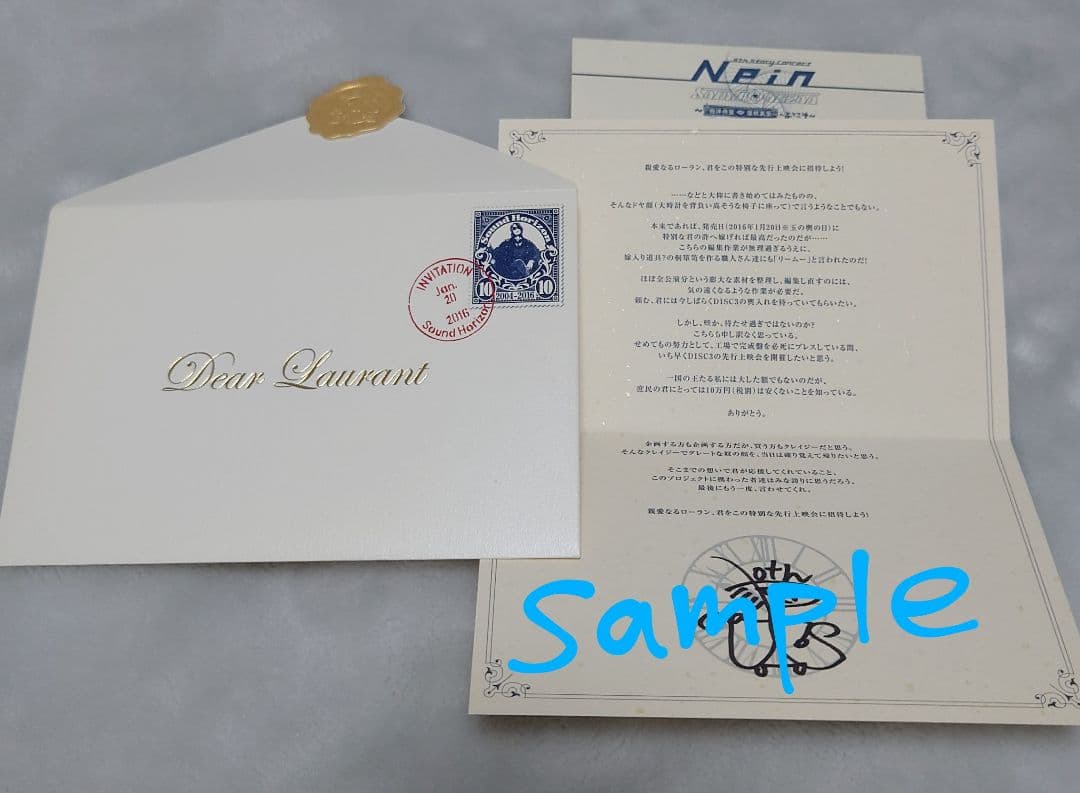 Dear Laurant
Sound Horizon
10
2004-2016
10
INVITATION
Jan.
20
2016
Sound Horizon
9th Story Concert
Nein
Sound Horizon
親愛なるローラン、君をこの特別な先行上映会に招待しよう!
……などと大仰に書き始めてはみたものの、
そんなドヤ顔(大時計を背負い高そうな椅子に座って)で言うようなことでもない。
本来であれば、発売日(2016年1月20日※玉の輿の日)に
特別な君の許へ嫁げれば最高だったのだが……
こちらの編集作業が無理過ぎるうえに、
嫁入り道具?の桐箪笥を作る職人さん達にも「リームー」と言われたのだ!
ほぼ全公演分という膨大な素材を整理し、編集し直すのには、
気の遠くなるような作業が必要だ。
頼む、君には今しばらくDISC3の輿入れを待っていてもらいたい。
しかし、些か、待たせ過ぎではないのか?
こちらも申し訳なく思っている。
せめてもの努力として、工場で完成盤を必死にプレスしている間、
いち早くDISC3の先行上映会を開催したいと思う。
一国の王たる私には大した額でもないのだが、
庶民の君にとっては10万円(税別)は安くないことを知っている。
ありがとう。
企画する方も企画する方だが、買う方もクレイジーだと思う。
そんなクレイジーでグレートな奴の顔を、当日は確り覚えて帰りたいと思う。
そこまでの想いで君が応援してくれていること、
このプロジェクトに携わった者達はみな誇りに思うだろう。
最後にもう一度、言わせてくれ。
親愛なるローラン、君をこの特別な先行上映会に招待しよう!
10th
Sample